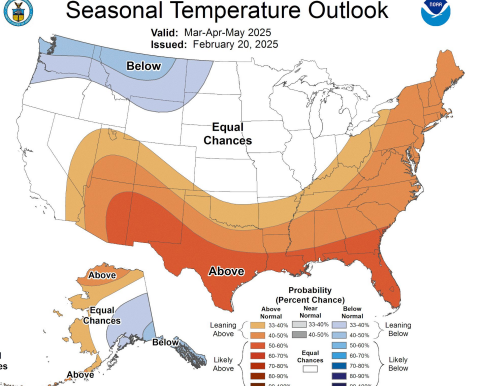 Seasonal Temperature Outlook
NOAA
Valid: Mar-Apr-May 2025
Issued: February 20, 2025
Below
Equal
Chances
Above
Above
Equal
Chances
Below
Above
Probability
(Percent Chance)
Above
Normal
Near
Normal
Below
Normal
Leaning
Above
33-40%
40-50%
33-40%
40-50%
33-40%
40-50%
Leaning
Below
Likely
Above
50-60%
60-70%
70-80%
80-90%
Equal
Chances
50-60%
60-70%
70-80%
80-90%
Likely
Below